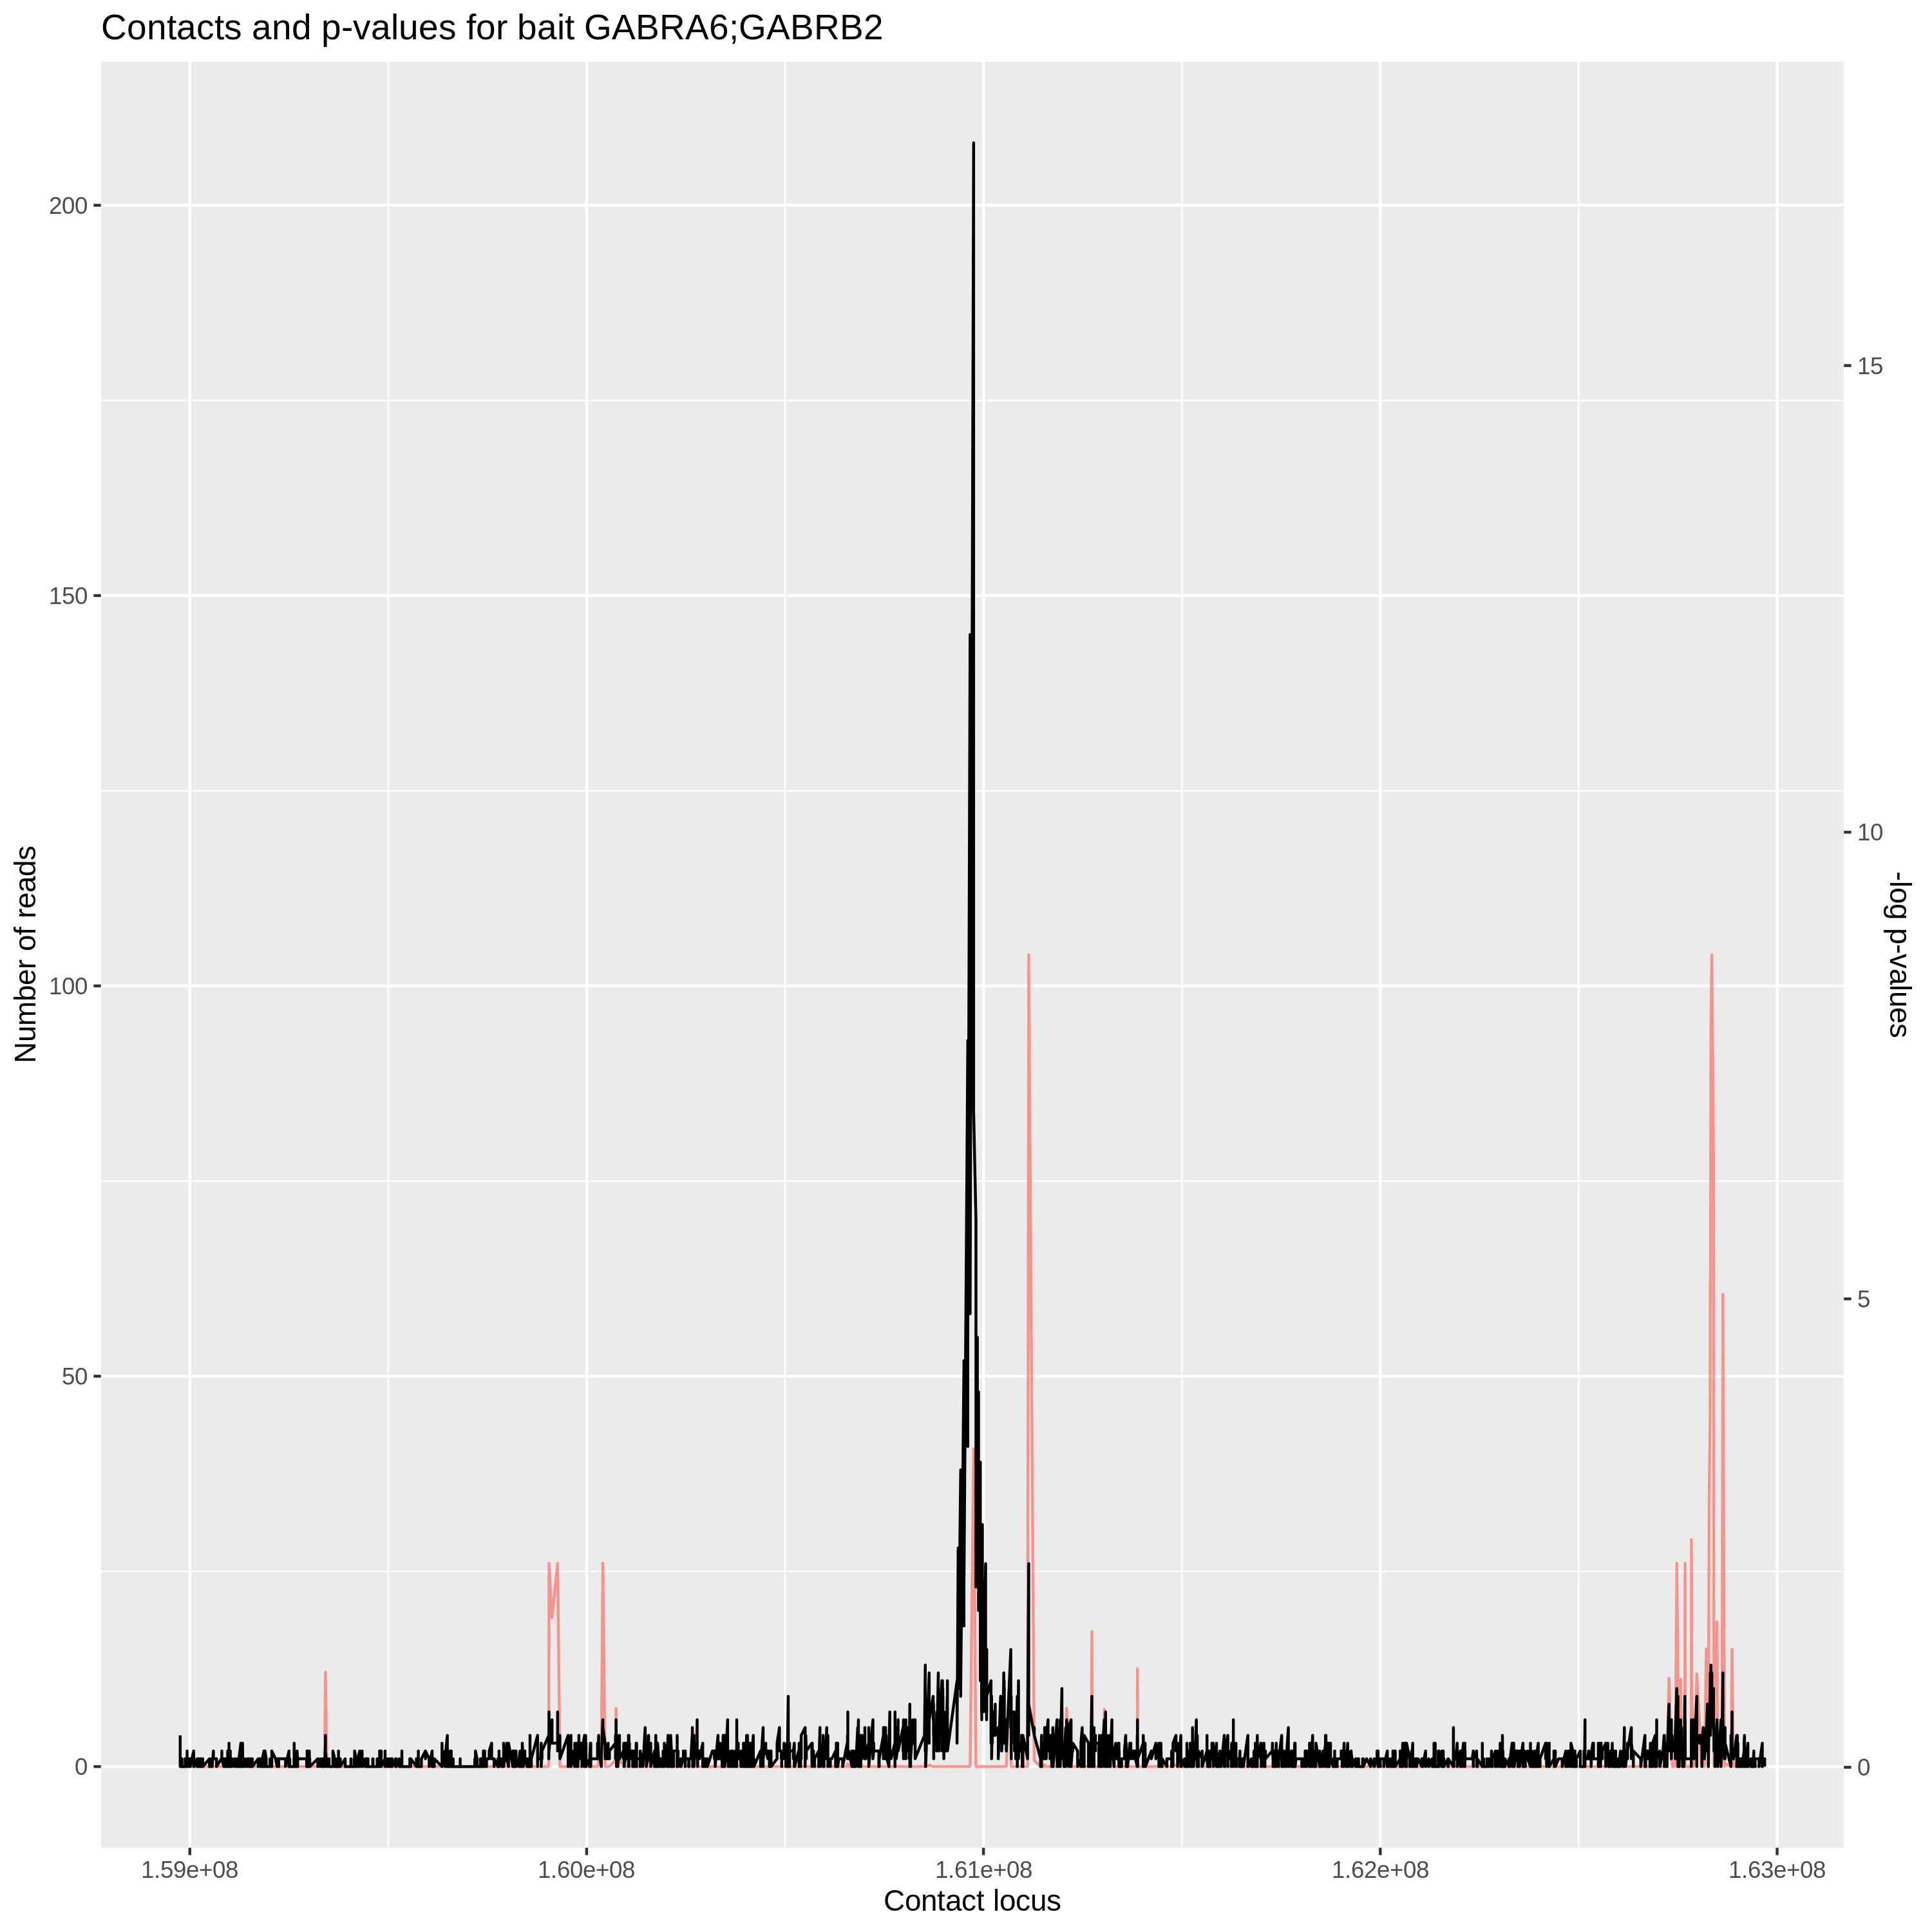 Contacts and p-values for bait GABRA6;GABRB2
200
150
100
50
0
Number of reads
15
10
5
0
-log p-values
1.59e+08
1.60e+08
1.61e+08
1.62e+08
1.63e+08
Contact locus